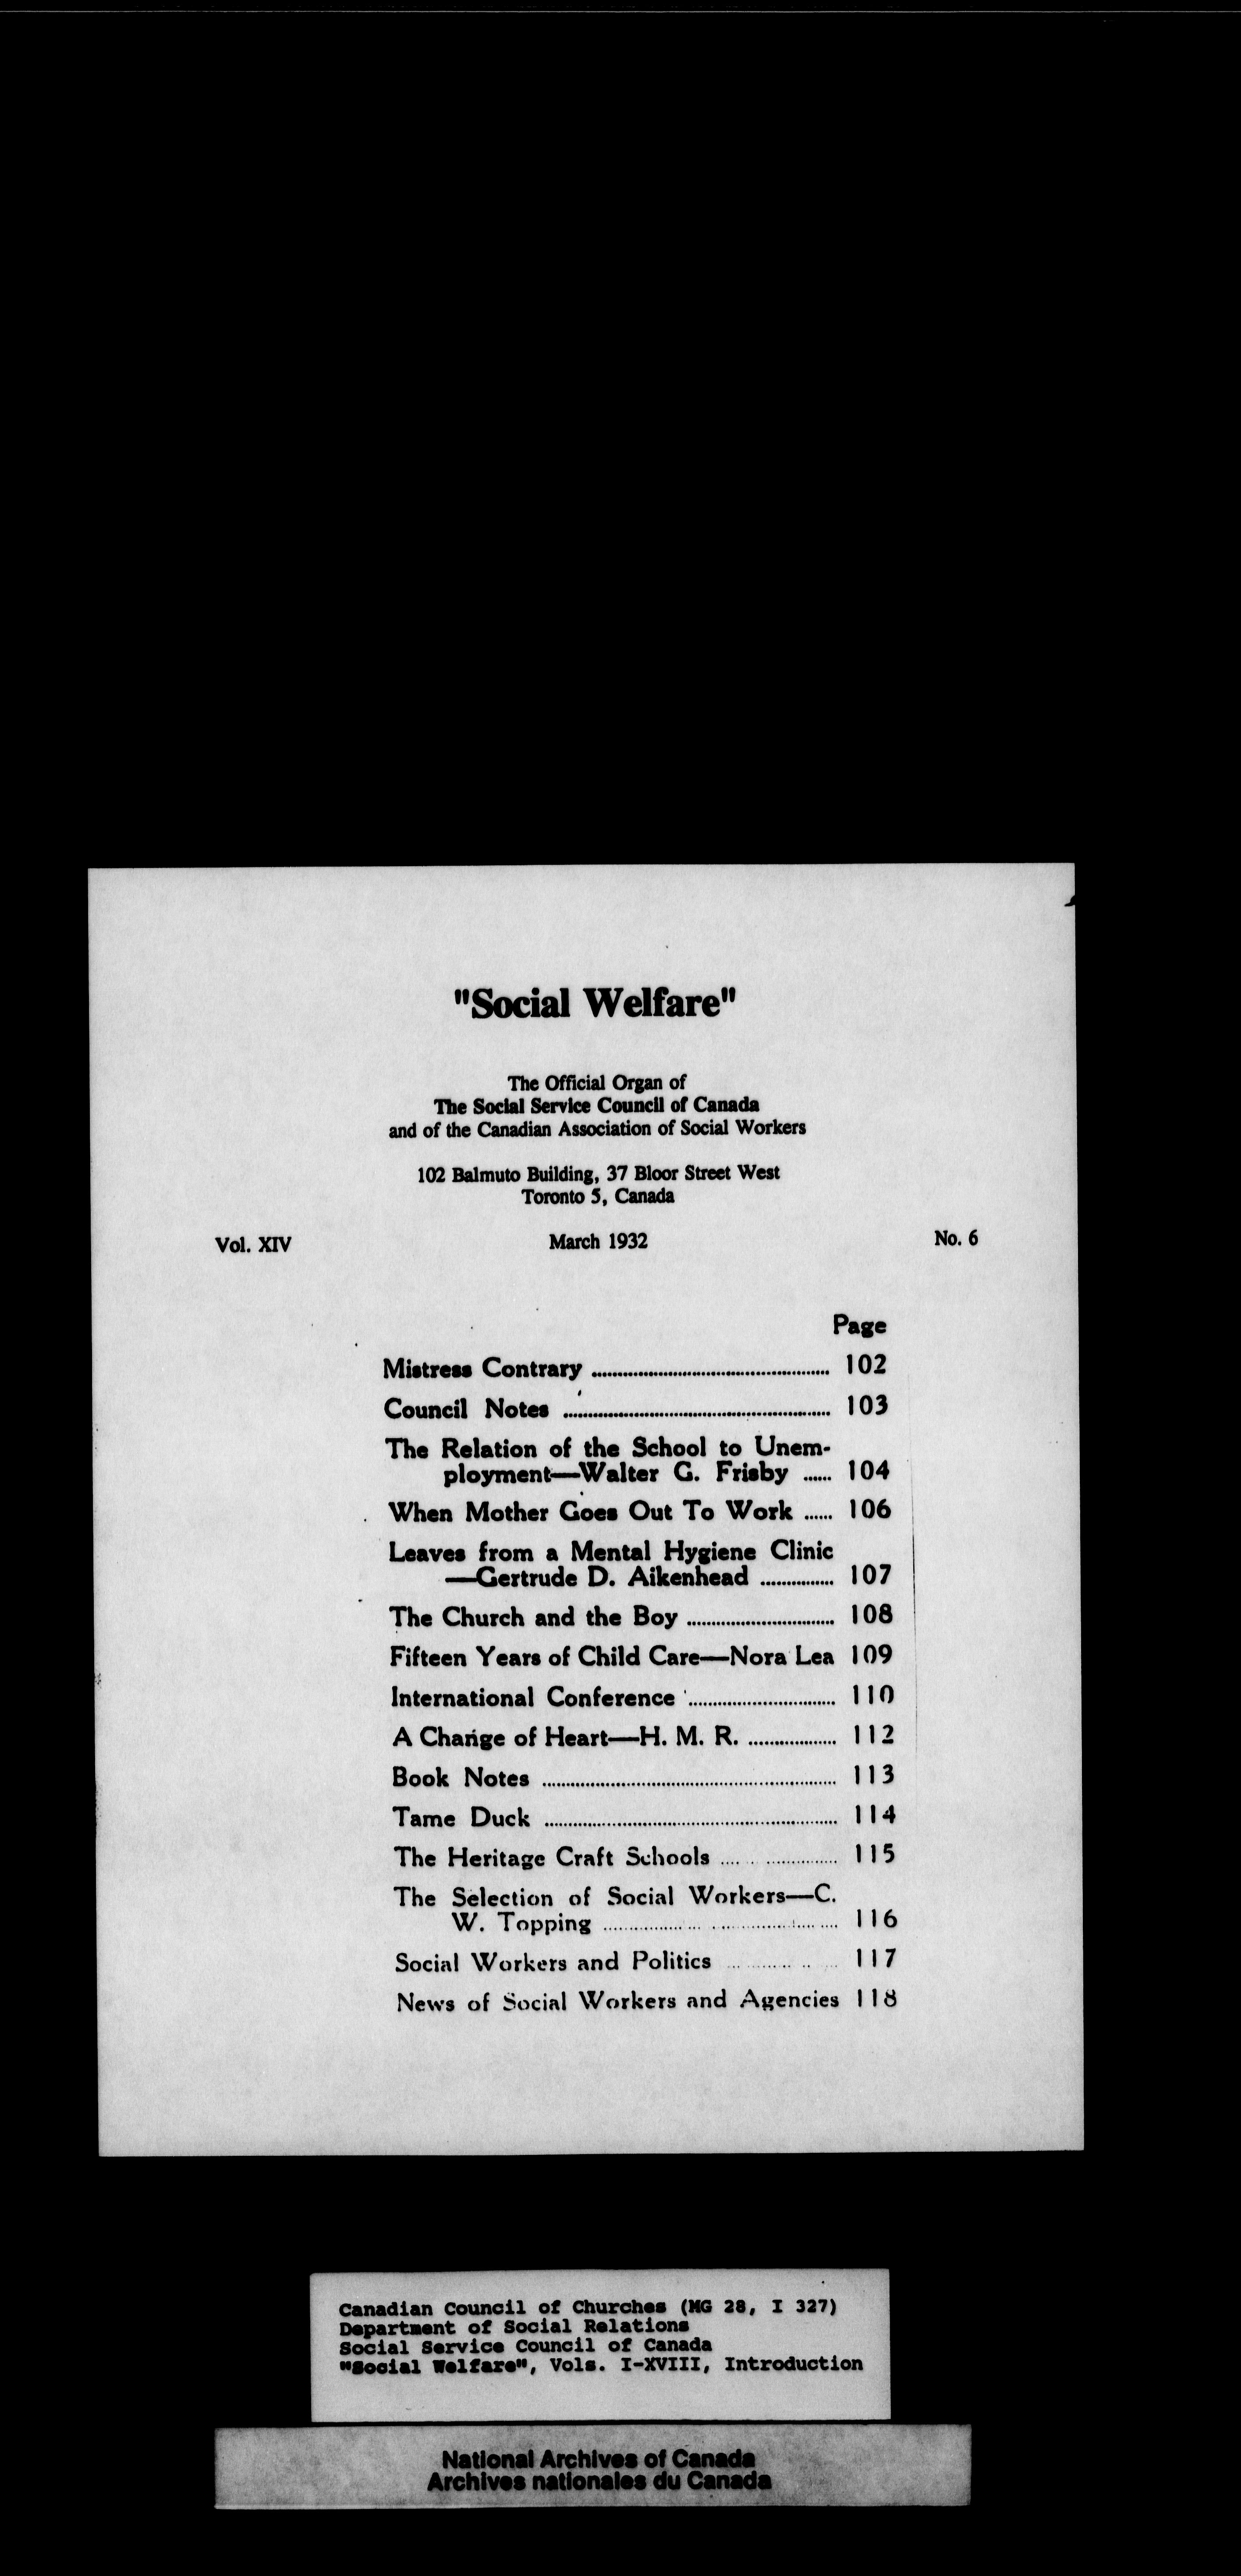 "Social Welfare"
The Official Organ of
The Social Service Council of Canada
and of the Canadian Association of Social Workers
102 Balmuto Building, 37 Bloor Street West
Toronto 5, Canada
Vol. XIV March 1932 No. 6
Page
Mistress Contrary ........ 102
Council Notes ........ 103
The Relation of the School to Unem-
ployment—Walter G. Frisby ...... 104
When Mother Goes Out To Work ...... 106
Leaves from a Mental Hygiene Clinic
—Gertrude D. Aikenhead ........ 107
The Church and the Boy ........ 108
Fifteen Years of Child Care—Nora Lea 109
International Conference ........ 110
A Change of Heart—H. M. R. ........ 112
Book Notes ........ 113
Tame Duck ........ 114
The Heritage Craft Schools ........ 115
The Selection of Social Workers—C.
W. Topping ........ 116
Social Workers and Politics ........ 117
News of Social Workers and Agencies 118
Canadian Council of Churches (MG 28, I 327)
Department of Social Relations
Social Service Council of Canada
"Social Welfare", Vols. I-XVIII, Introduction
National Archives of Canada
Archives nationales du Canada